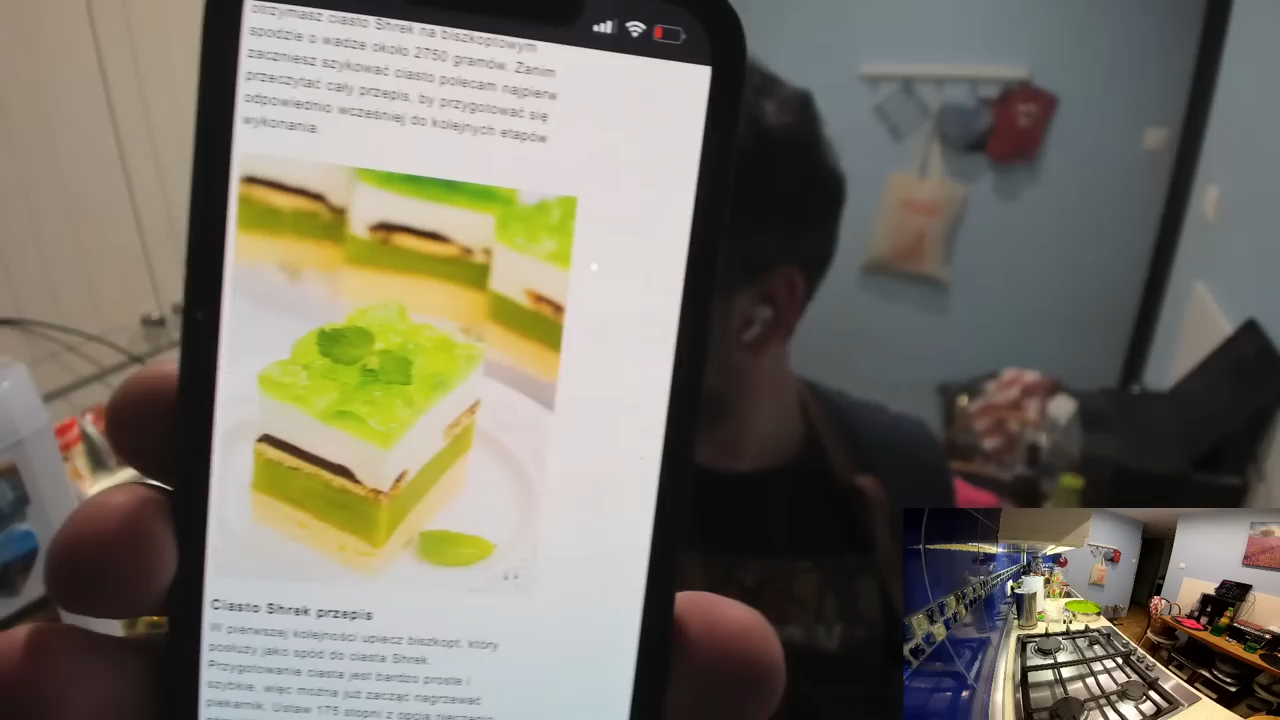 otrzymasz ciasto Shrek na biszkoptowym
spodzie o wadze około 2750 gramów. Zanim
zaczniesz szykować ciasto polecam najpierw
przeczytać cały przepis, by przygotować się
odpowiednio wcześniej do kolejnych etapów
wykonania.
Ciasto Shrek przepis
W pierwszej kolejności upiecz biszkopt, który
posłuży jako spód do ciasta Shrek.
Przygotowanie ciasta jest bardzo proste i
szybkie, więc można już zacząć nagrzewać
piekarnik. Ustaw 175 stopni z opcją pieczenia